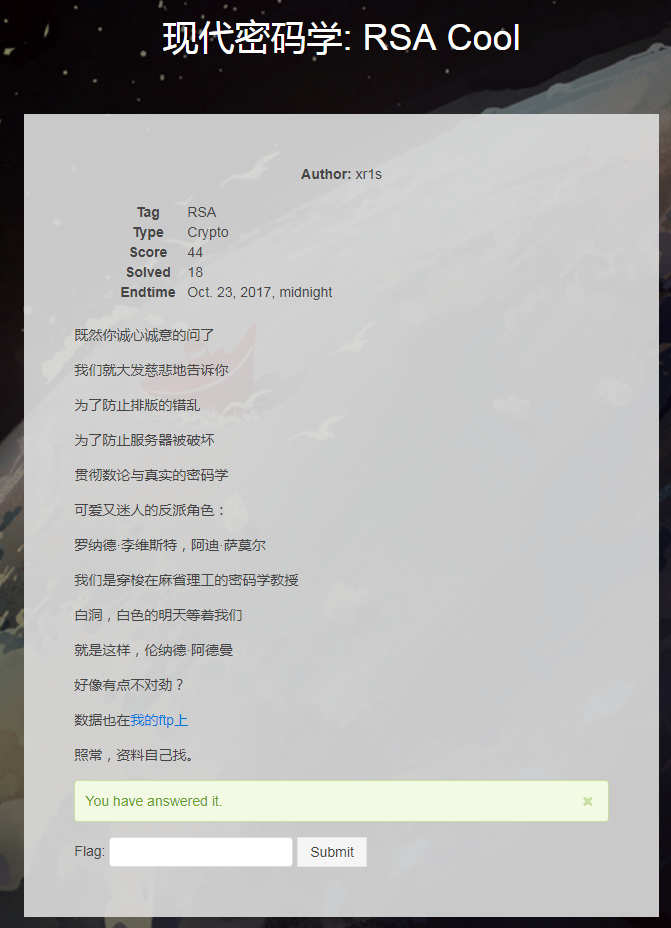 现代密码学: RSA Cool
Author: xr1s
Tag RSA
Type Crypto
Score 44
Solved 18
Endtime Oct. 23, 2017, midnight
既然你诚心诚意的问了
我们就大发慈悲地告诉你
为了防止排版的错乱
为了防止服务器被破坏
贯彻数论与真实的密码学
可爱又迷人的反派角色：
罗纳德·李维斯特，阿迪·萨莫尔
我们是穿梭在麻省理工的密码学教授
白洞，白色的明天等着我们
就是这样，伦纳德·阿德曼
好像有点不对劲？
数据也在我的ftp上
照常，资料自己找。
You have answered it. ×
Flag: Submit